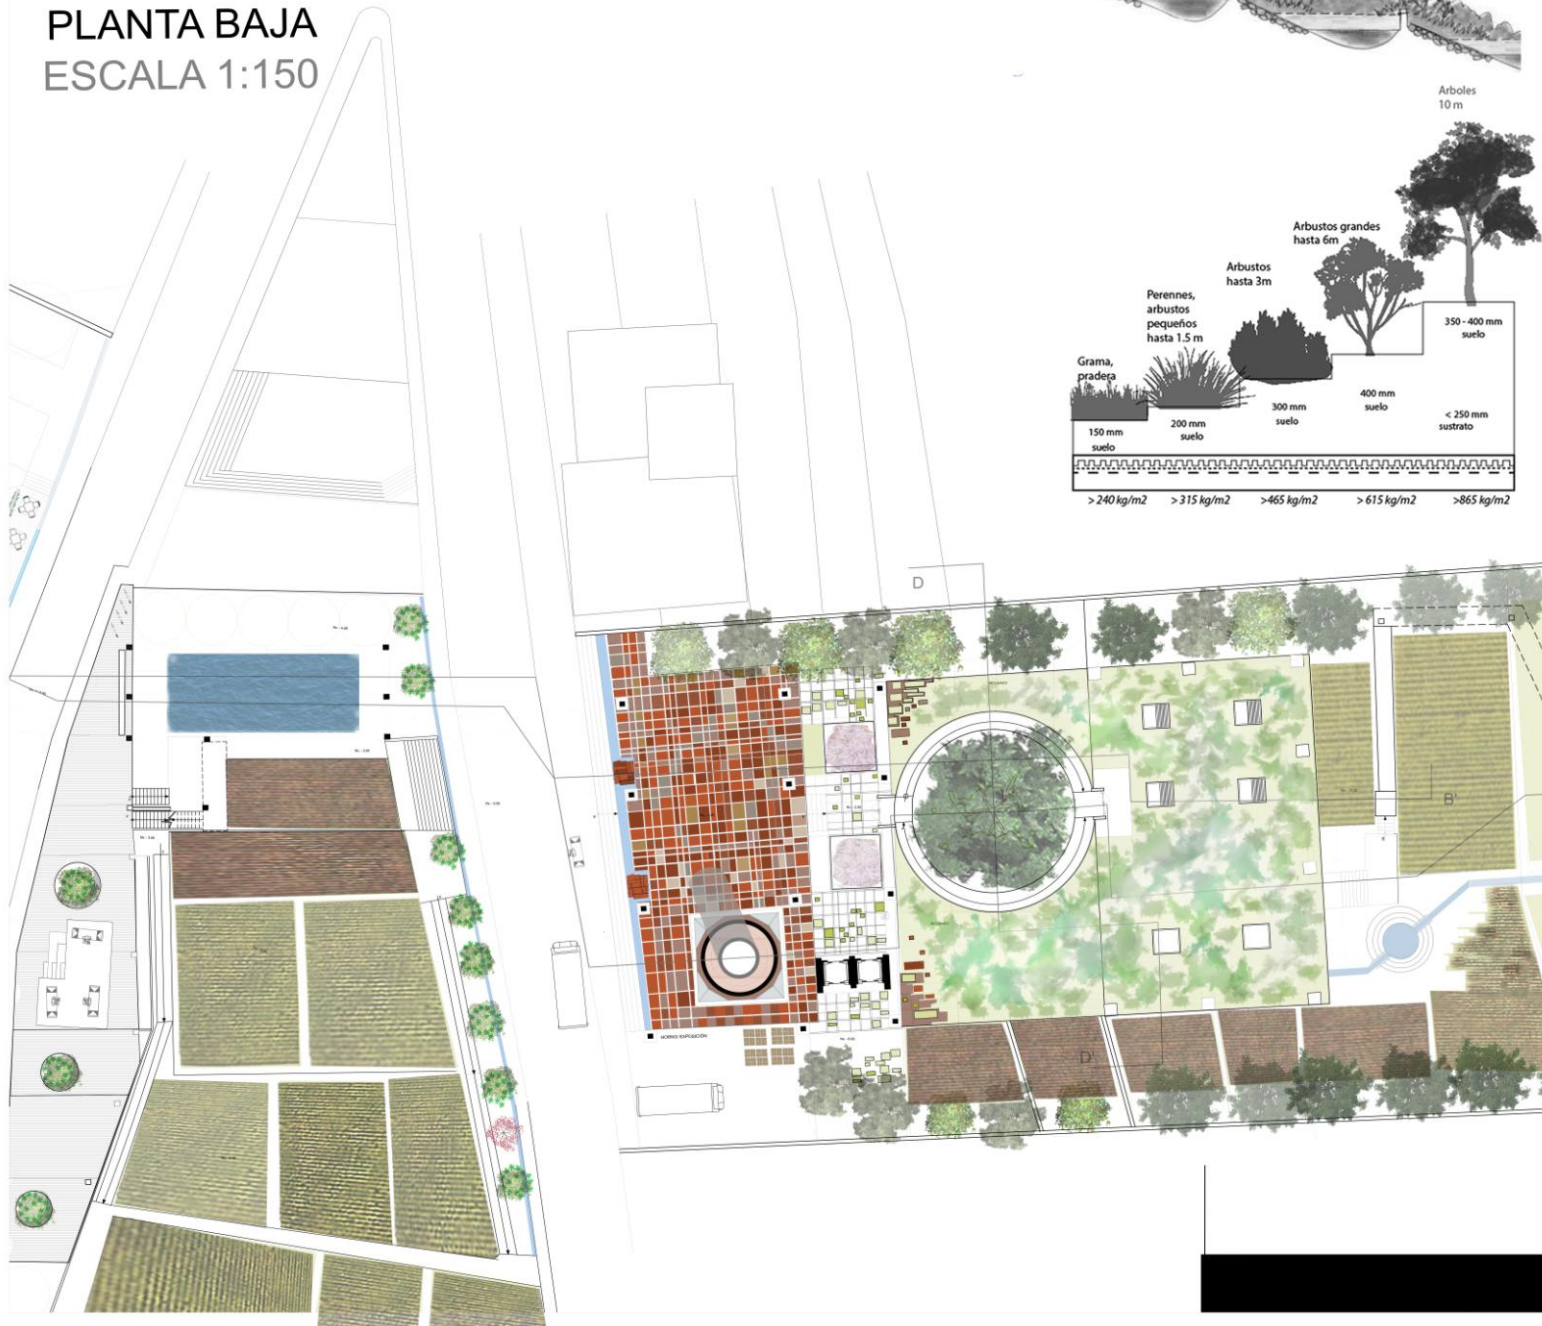 PLANTA BAJA
ESCALA 1:150
Arboles
10 m
Arbustos grandes
hasta 6m
Arbustos
hasta 3m
Perennes,
arbustos
pequeños
hasta 1.5 m
Grama,
pradera
350 - 400 mm
suelo
400 mm
suelo
300 mm
suelo
200 mm
suelo
150 mm
suelo
< 250 mm
sustrato
> 240 kg/m2
> 315 kg/m2
>465 kg/m2
> 615 kg/m2
>865 kg/m2
D
B'
HORNO EXPOSICIÓN
D'